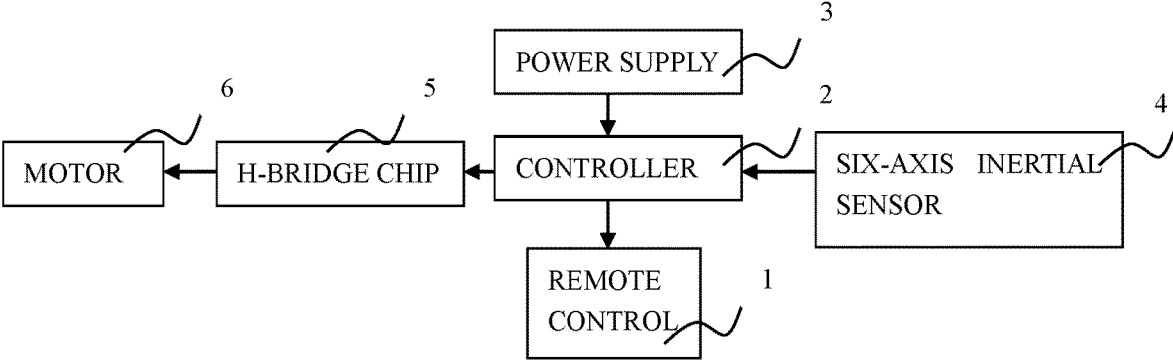 3
POWER SUPPLY
6
5
2
4
MOTOR
H-BRIDGE CHIP
CONTROLLER
SIX-AXIS INERTIAL
SENSOR
REMOTE
CONTROL
1